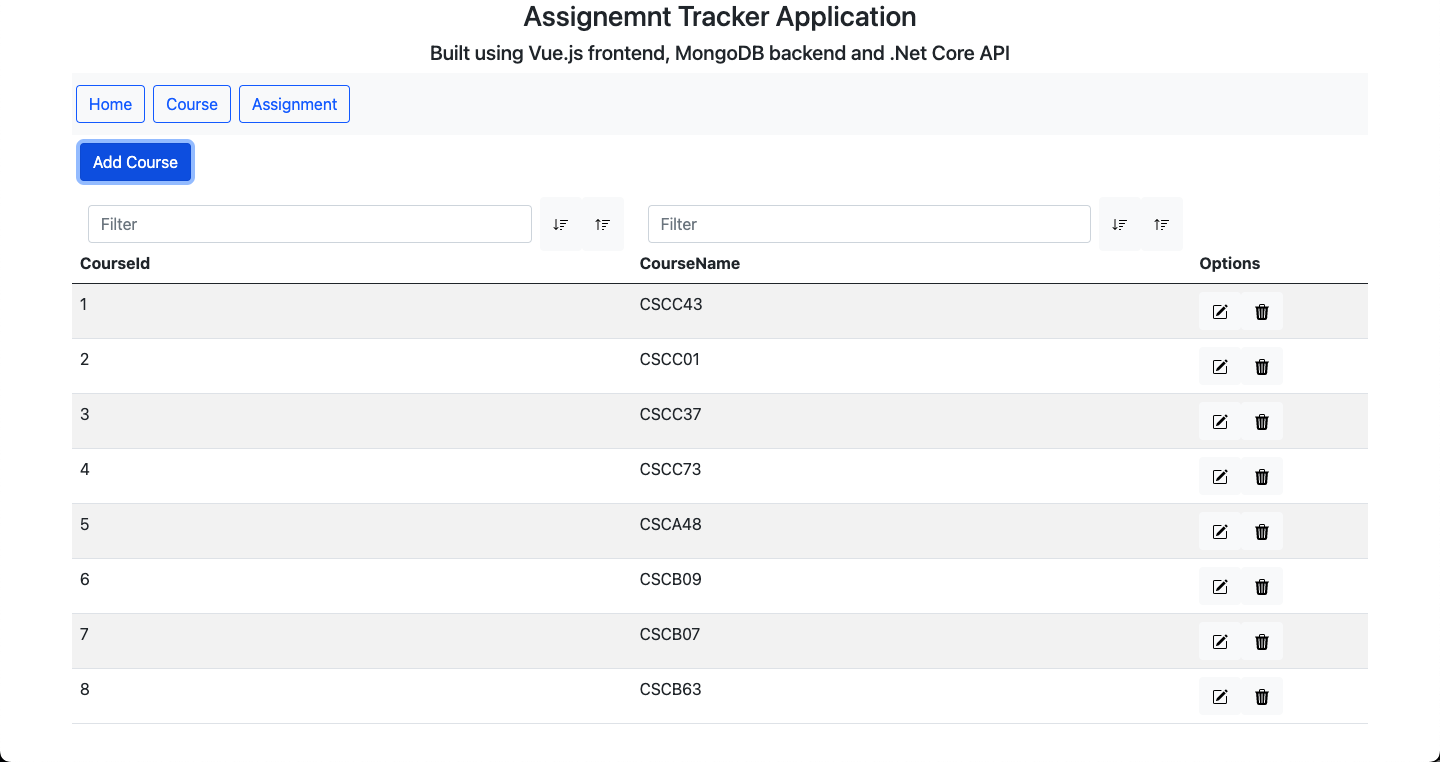 Assignemnt Tracker Application
Built using Vue.js frontend, MongoDB backend and .Net Core API
Home Course Assignment
Add Course
Filter Filter
CourseId CourseName Options
1 CSCC43
2 CSCC01
3 CSCC37
4 CSCC73
5 CSCA48
6 CSCB09
7 CSCB07
8 CSCB63